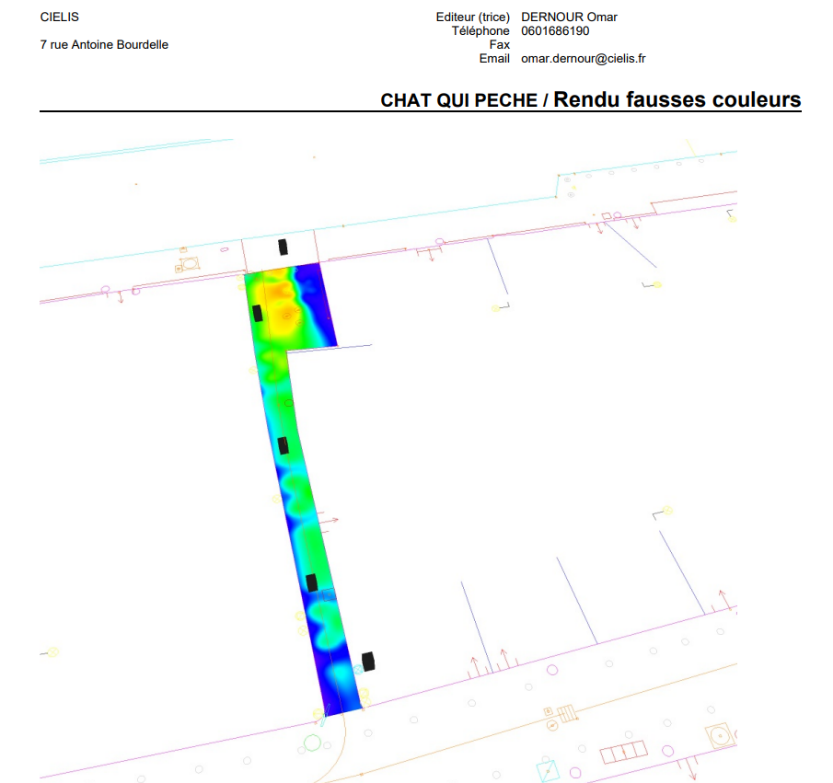 CIELIS
7 rue Antoine Bourdelle
Editeur (trice) DERNOUR Omar
Téléphone 0601686190
Fax
Email omar.dernour@cielis.fr
CHAT QUI PECHE / Rendu fausses couleurs